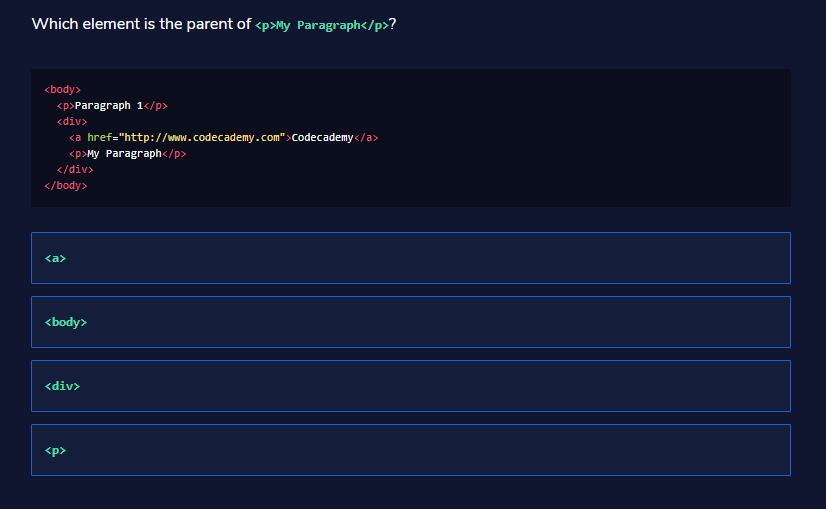 Which element is the parent of <p>My Paragraph</p>?
<body>
<p>Paragraph 1</p>
<div>
<a href="http://www.codecademy.com">Codecademy</a>
<p>My Paragraph</p>
</div>
</body>
<a>
<body>
<div>
<p>